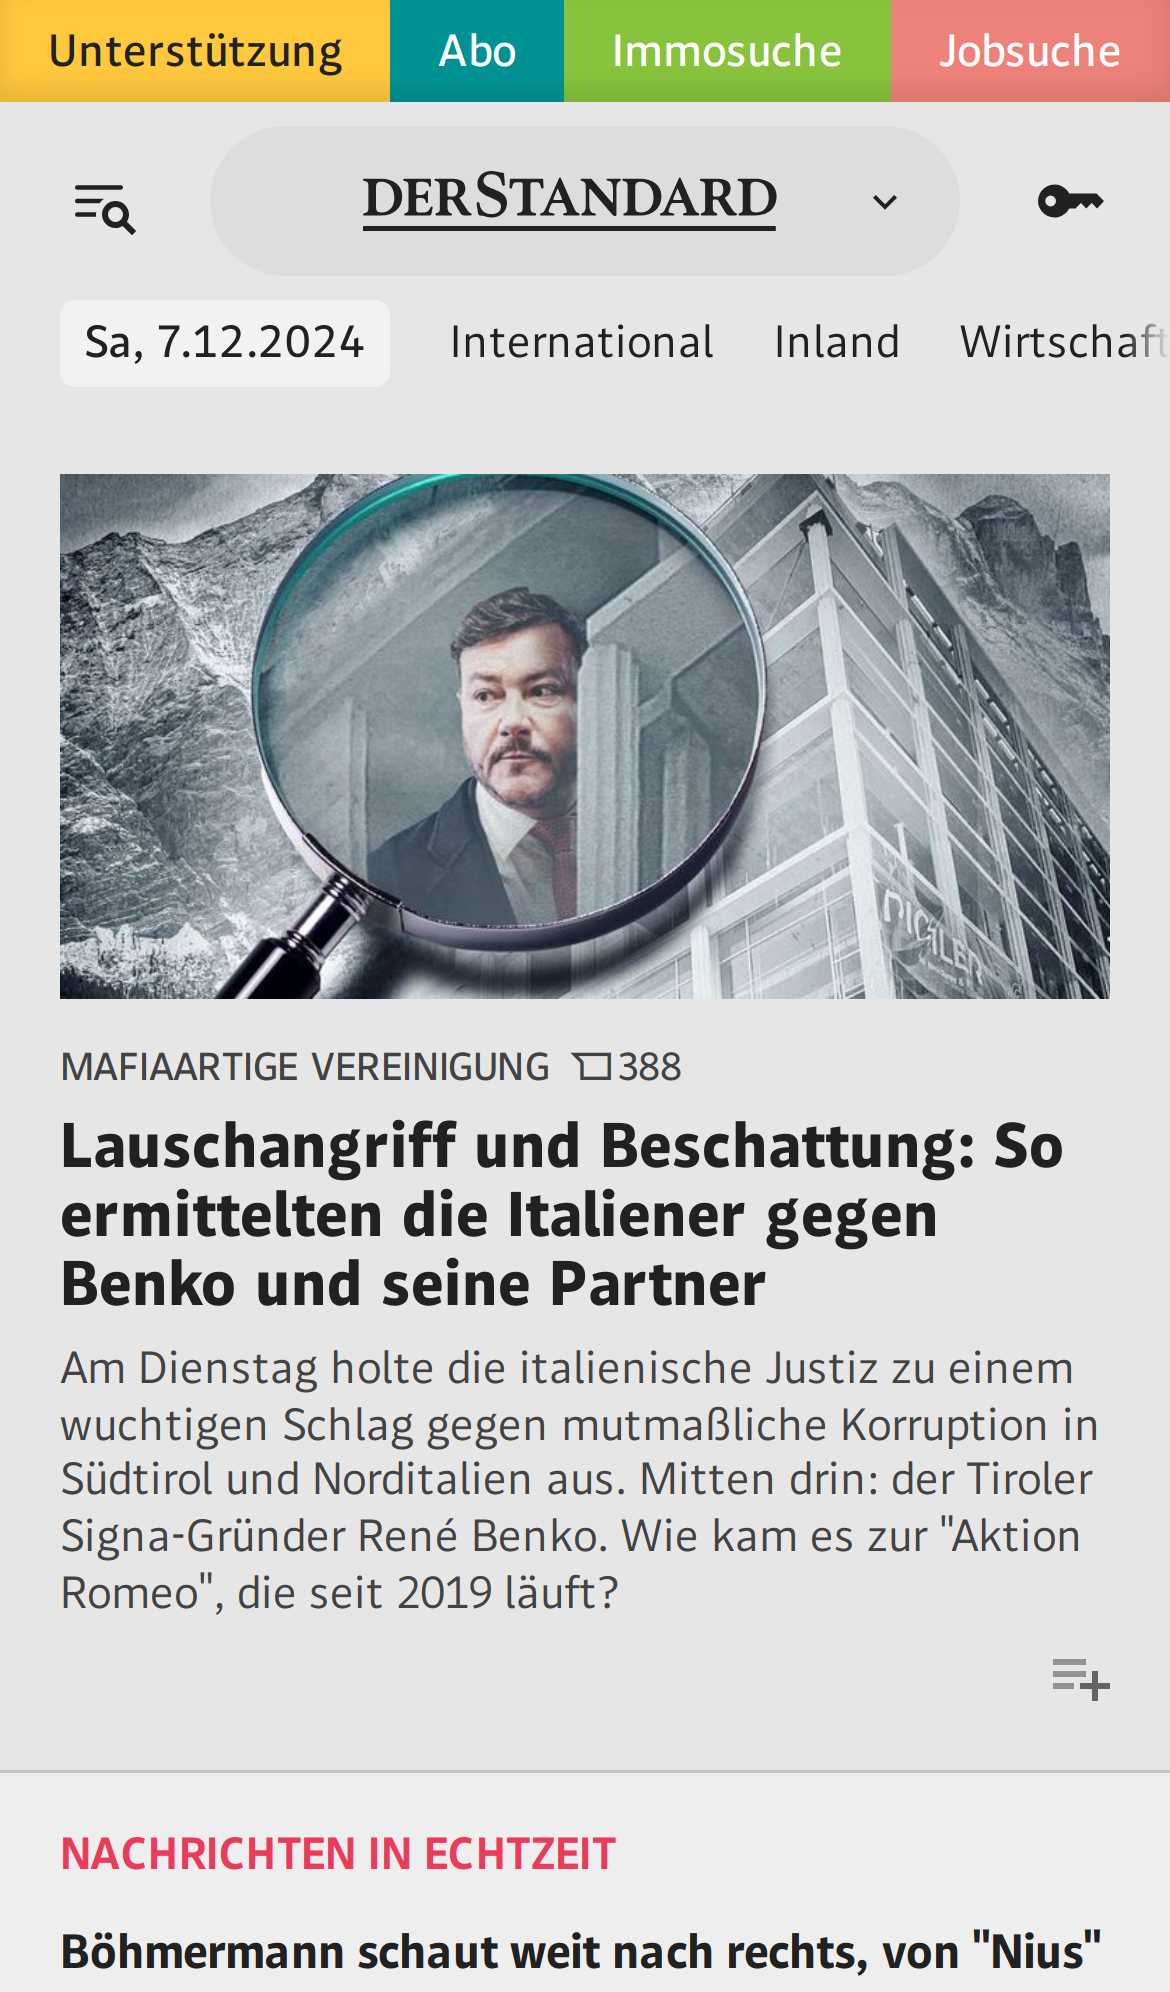 Unterstützung Abo Immosuche Jobsuche
DERSTANDARD
Sa, 7.12.2024 International Inland Wirtschaft
PICHLER
MAFIAARTIGE VEREINIGUNG 388
Lauschangriff und Beschattung: So
ermittelten die Italiener gegen
Benko und seine Partner
Am Dienstag holte die italienische Justiz zu einem
wuchtigen Schlag gegen mutmaßliche Korruption in
Südtirol und Norditalien aus. Mitten drin: der Tiroler
Signa-Gründer René Benko. Wie kam es zur "Aktion
Romeo", die seit 2019 läuft?
NACHRICHTEN IN ECHTZEIT
Böhmermann schaut weit nach rechts, von "Nius"